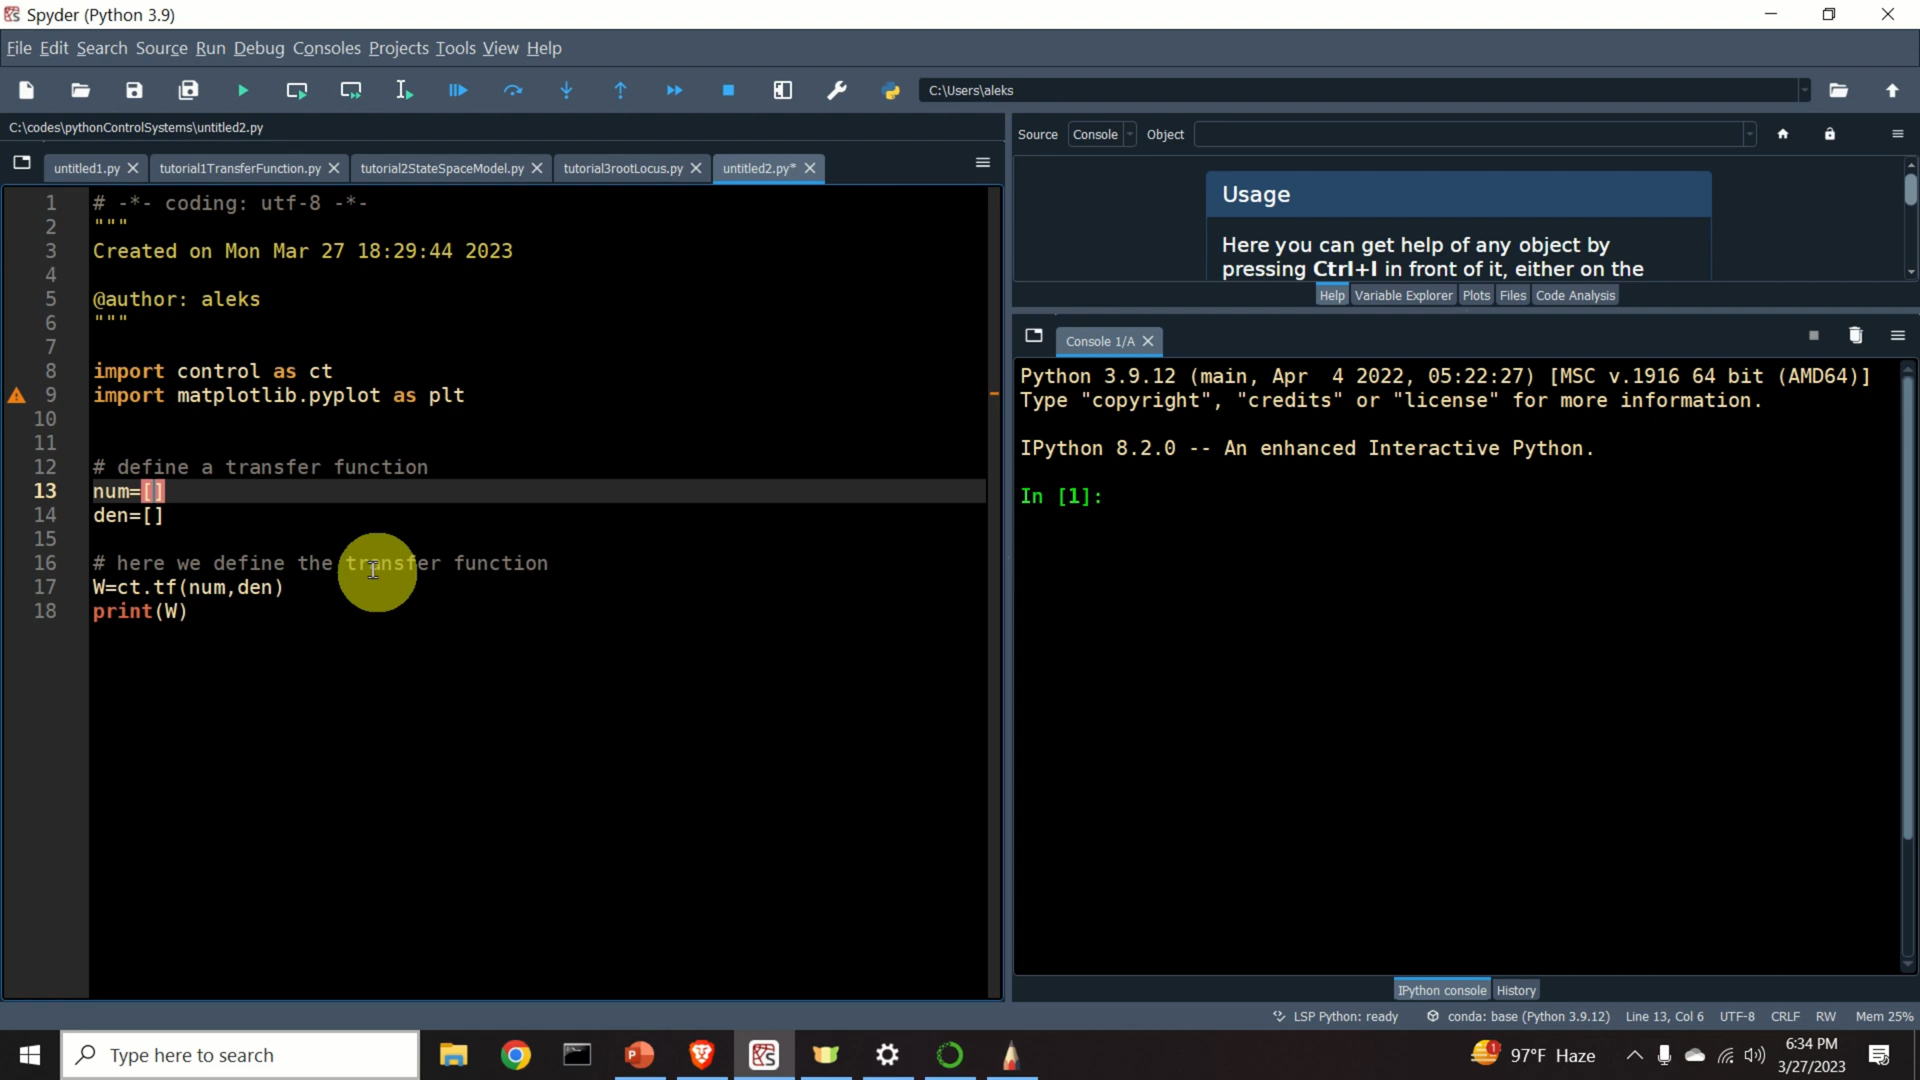 Spyder (Python 3.9)
File Edit Search Source Run Debug Consoles Projects Tools View Help
C:\Users\aleks
C:\codes\pythonControlSystems\untitled2.py
untitled1.py tutorial1TransferFunction.py tutorial2StateSpaceModel.py tutorial3rootLocus.py untitled2.py*
1 # -*- coding: utf-8 -*-
2 """
3 Created on Mon Mar 27 18:29:44 2023
4
5 @author: aleks
6 """
7
8 import control as ct
9 import matplotlib.pyplot as plt
10
11
12 # define a transfer function
13 num=[]
14 den=[]
15
16 # here we define the transfer function
17 W=ct.tf(num,den)
18 print(W)
Source Console Object
Usage
Here you can get help of any object by
pressing Ctrl+I in front of it, either on the
Help Variable Explorer Plots Files Code Analysis
Console 1/A
Python 3.9.12 (main, Apr  4 2022, 05:22:27) [MSC v.1916 64 bit (AMD64)]
Type "copyright", "credits" or "license" for more information.
IPython 8.2.0 -- An enhanced Interactive Python.
In [1]:
IPython console History
LSP Python: ready conda: base (Python 3.9.12) Line 13, Col 6 UTF-8 CRLF RW Mem 25%
Type here to search
97°F Haze
6:34 PM
3/27/2023